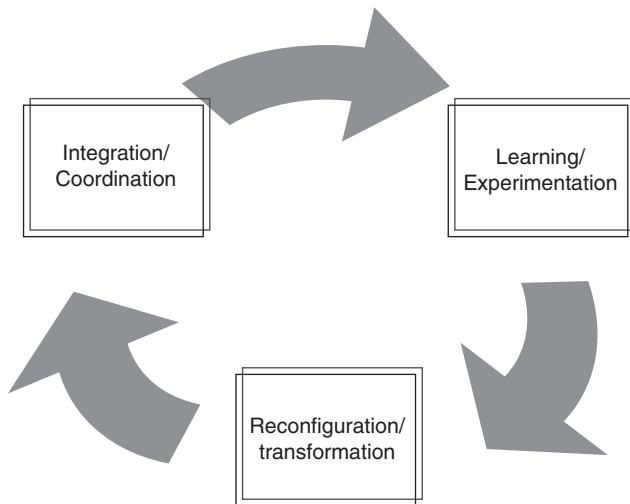 Integration/
Coordination
Learning/
Experimentation
Reconfiguration/
transformation